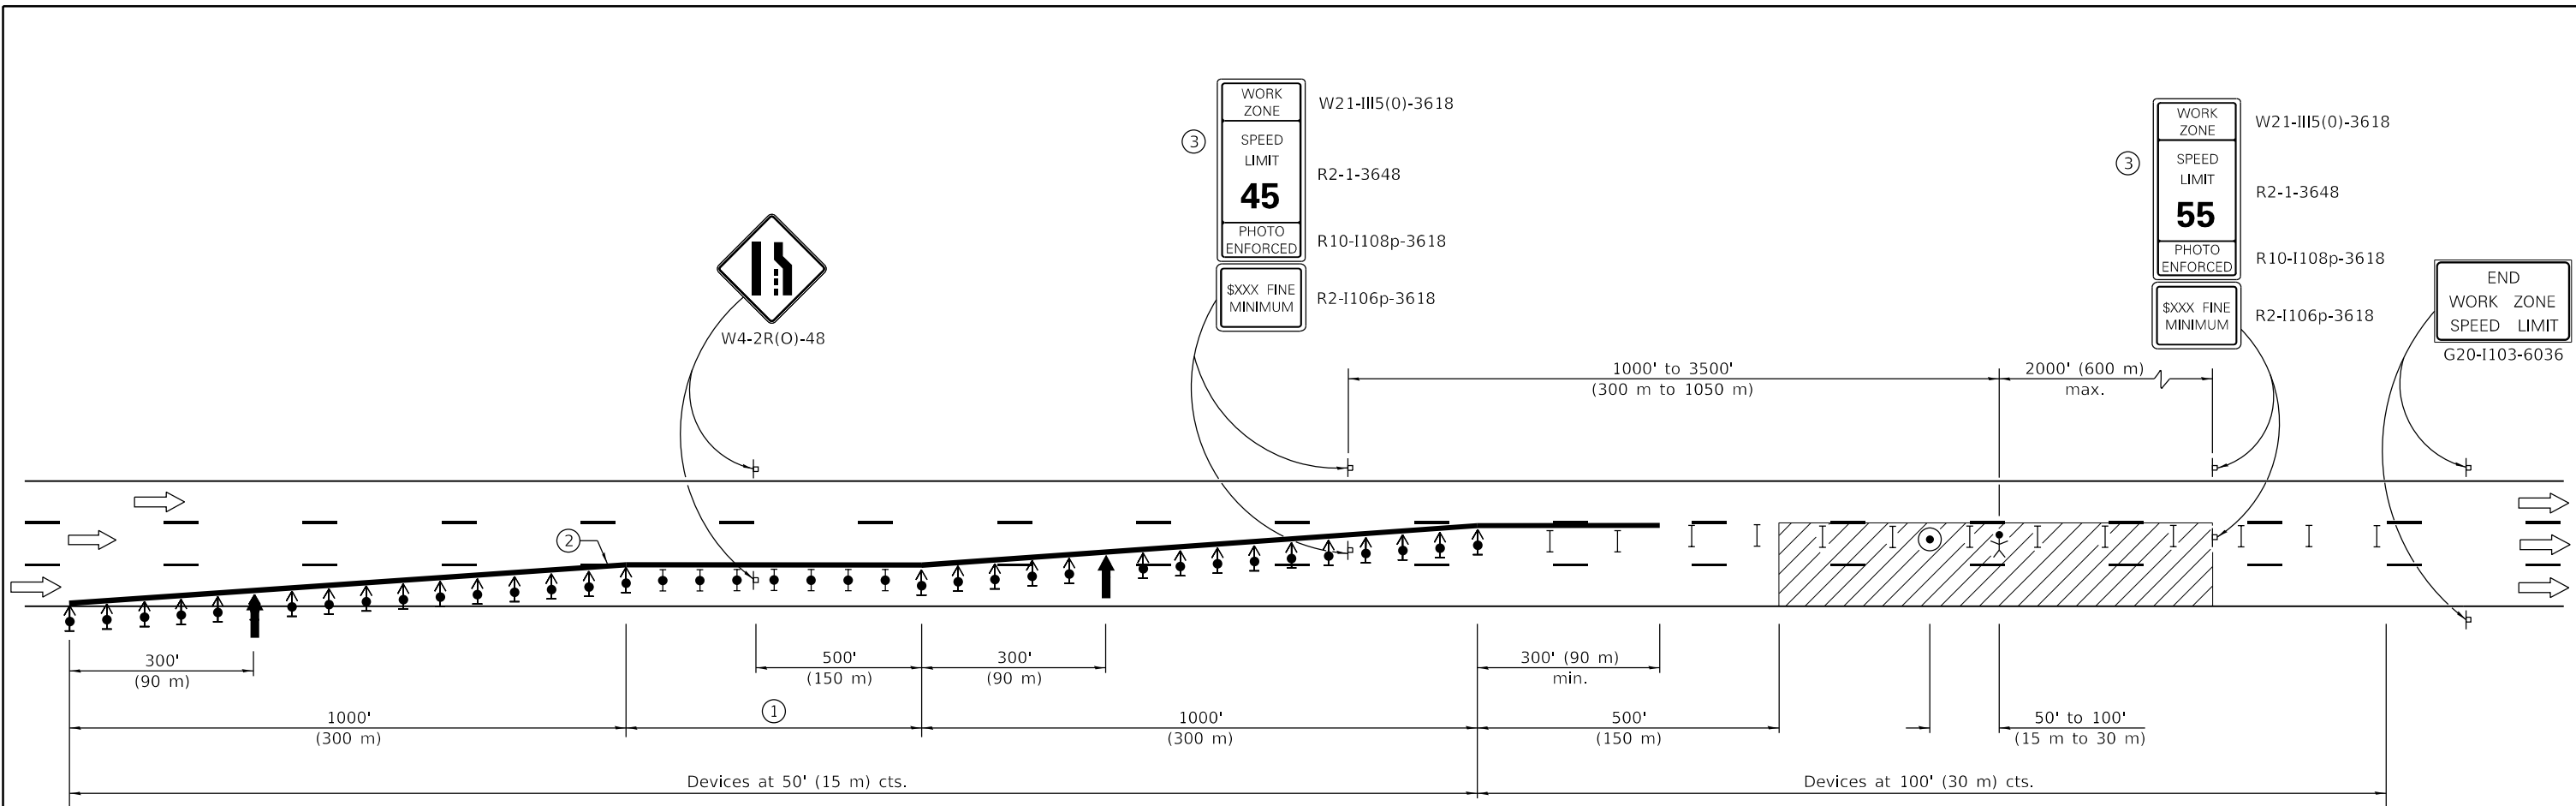 WORK
ZONE
SPEED
LIMIT
45
PHOTO
ENFORCED
$XXX FINE
MINIMUM
W21-III5(0)-3618
R2-1-3648
R10-I108p-3618
R2-I106p-3618
3
WORK
ZONE
SPEED
LIMIT
55
PHOTO
ENFORCED
$XXX FINE
MINIMUM
W21-III5(0)-3618
R2-1-3648
R10-I108p-3618
R2-I106p-3618
3
END
WORK ZONE
SPEED LIMIT
G20-I103-6036
W4-2R(O)-48
1000' to 3500'
(300 m to 1050 m)
2000' (600 m)
max.
2
300'
(90 m)
500'
(150 m)
300'
(90 m)
300' (90 m)
min.
1000'
(300 m)
1
1000'
(300 m)
500'
(150 m)
50' to 100'
(15 m to 30 m)
Devices at 50' (15 m) cts.
Devices at 100' (30 m) cts.